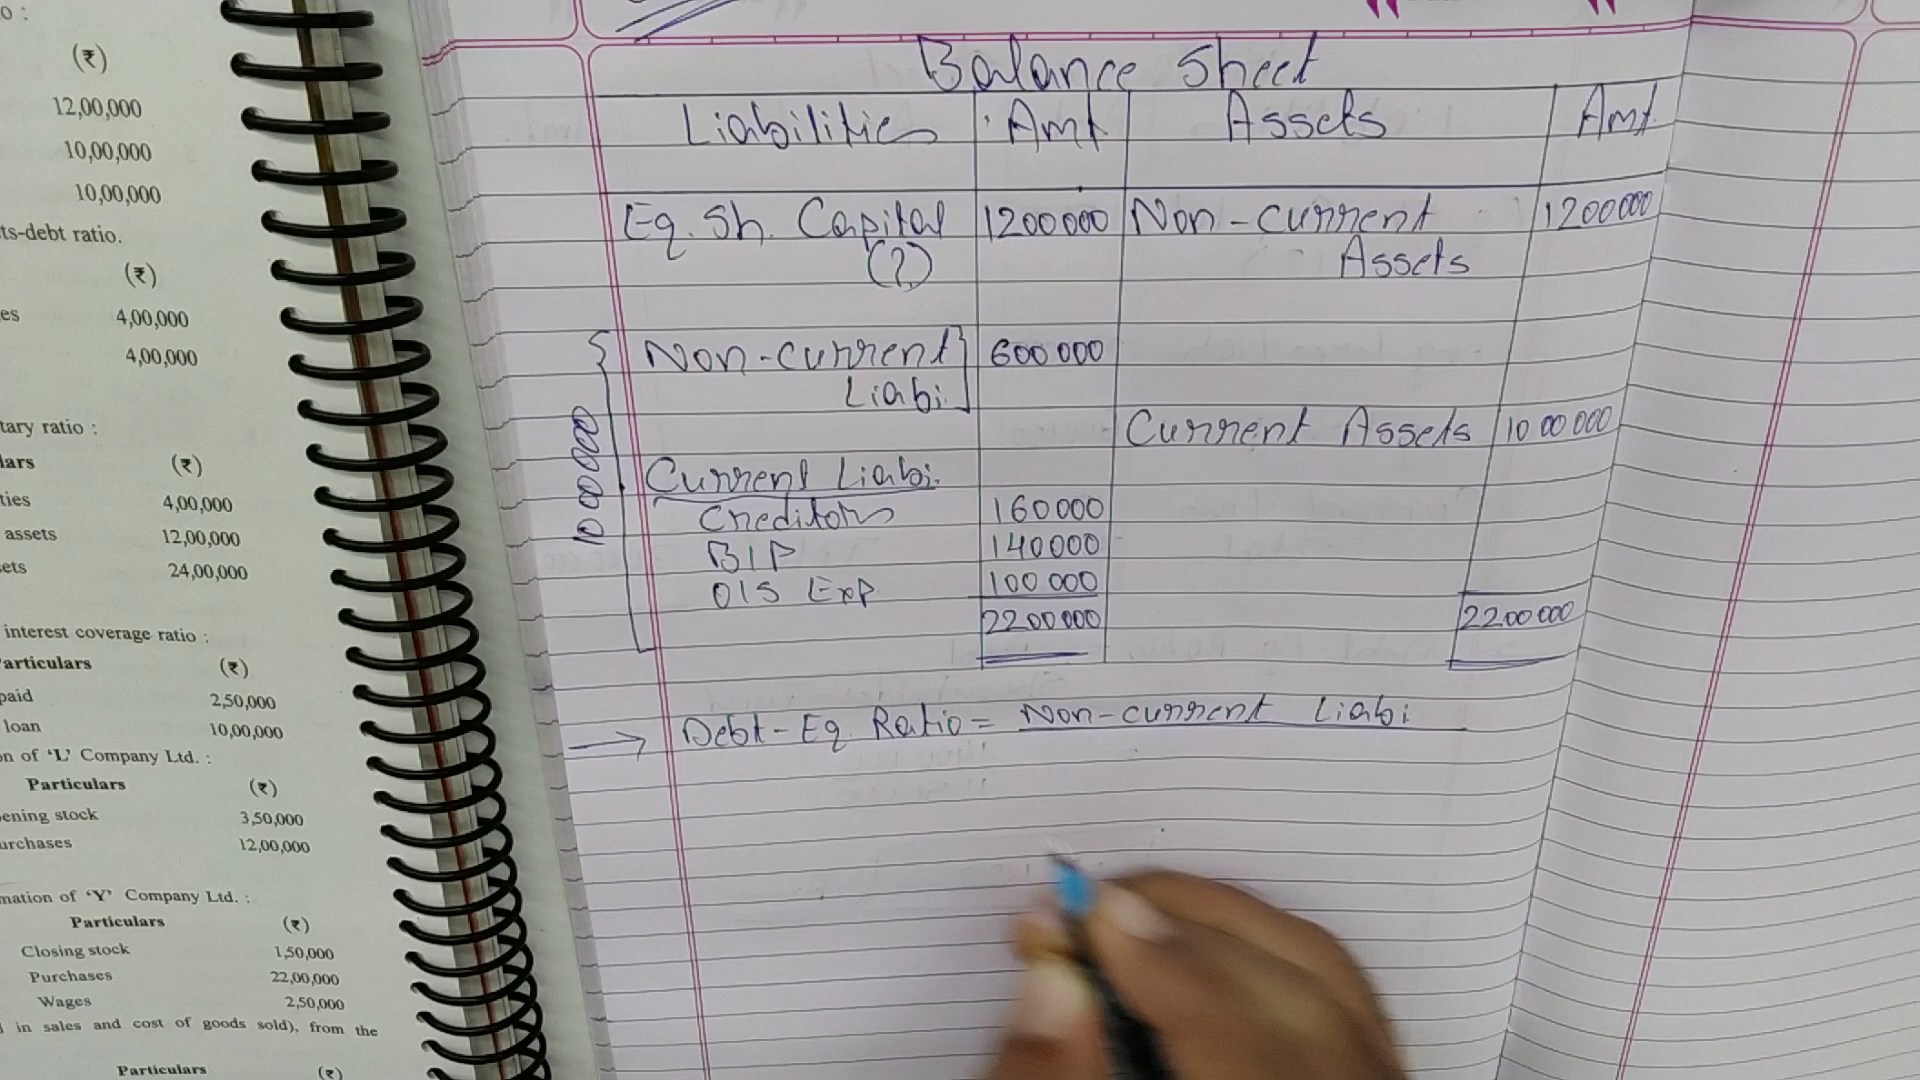 (₹)
12,00,000
10,00,000
10,00,000
ts-debt ratio.
(₹)
es 4,00,000
4,00,000
tary ratio :
lars (₹)
ties 4,00,000
assets 12,00,000
ets 24,00,000
interest coverage ratio :
articulars (₹)
paid 2,50,000
loan 10,00,000
on of 'L' Company Ltd. :
Particulars (₹)
ening stock 3,50,000
urchases 12,00,000
mation of 'Y' Company Ltd. :
Particulars (₹)
Closing stock 1,50,000
Purchases 22,00,000
Wages 2,50,000
in sales and cost of goods sold), from the
Particulars (₹)
Balance Sheet
Liabilities Amt Assets Amt.
Eq. Sh. Capital 1200000 Non-current 1200000
(?) Assets
Non-current 600000
Liabi.
Current Assets 1000000
1000000
Current Liabi.
Creditors 160000
B/P 140000
O/S Exp 100000
2200000 2200000
→ Debt-Eq. Ratio = Non-current Liabi